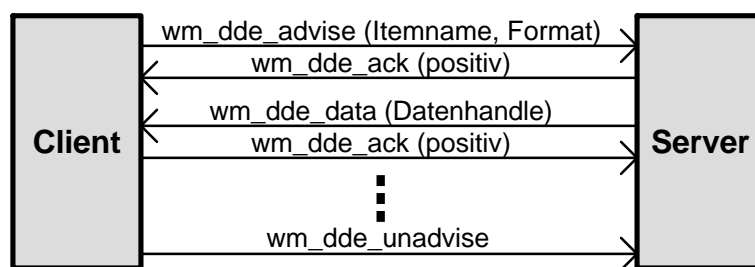 wm_dde_advise (Itemname, Format)
wm_dde_ack (positiv)
wm_dde_data (Datenhandle)
Client
wm_dde_ack (positiv)
Server
wm_dde_unadvise